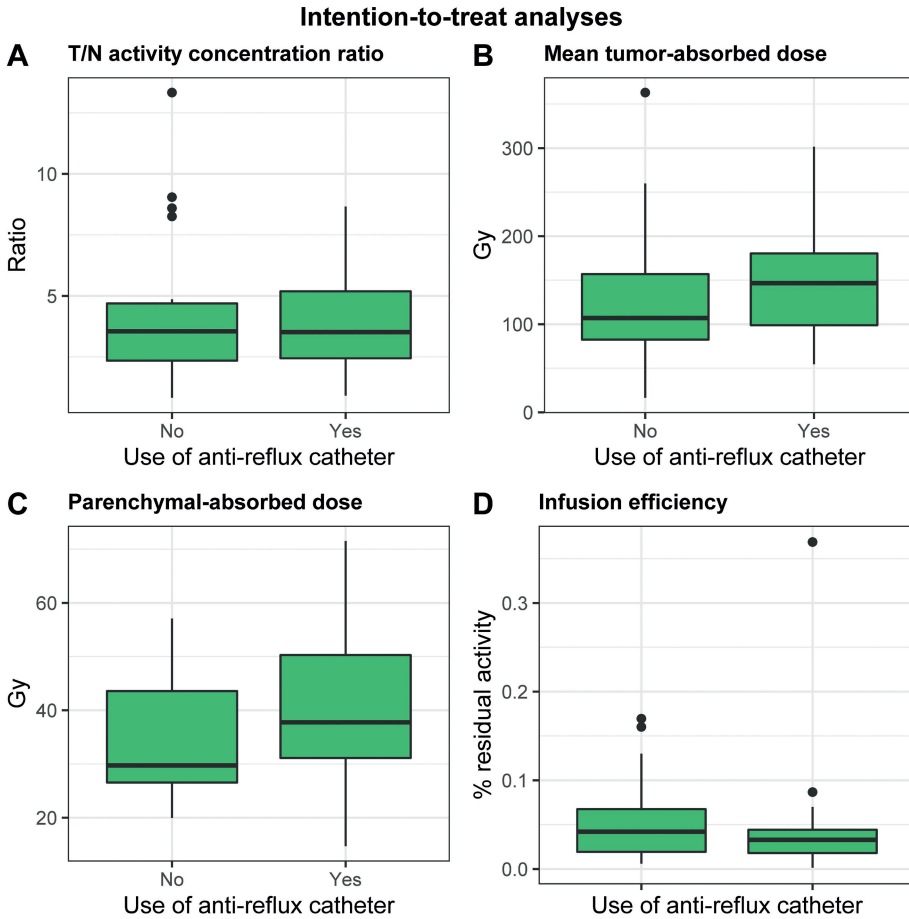 Intention-to-treat analyses
A T/N activity concentration ratio
Ratio
10
5
No Yes
Use of anti-reflux catheter
B Mean tumor-absorbed dose
Gy
300
200
100
0
No Yes
Use of anti-reflux catheter
C Parenchymal-absorbed dose
Gy
60
40
20
No Yes
Use of anti-reflux catheter
D Infusion efficiency
% residual activity
0.3
0.2
0.1
0.0
Use of anti-reflux catheter